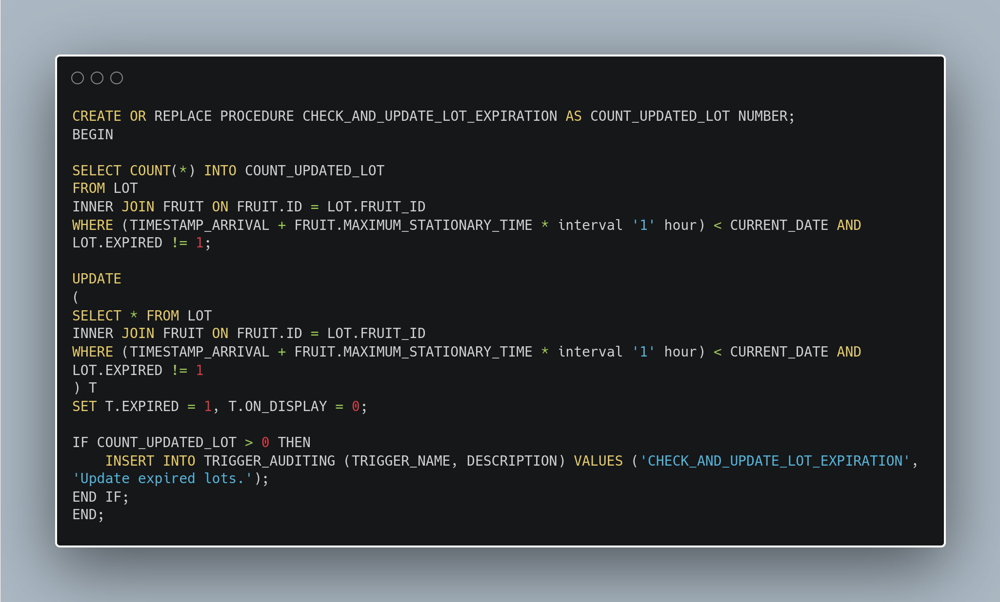 CREATE OR REPLACE PROCEDURE CHECK_AND_UPDATE_LOT_EXPIRATION AS COUNT_UPDATED_LOT NUMBER;
BEGIN
SELECT COUNT(*) INTO COUNT_UPDATED_LOT
FROM LOT
INNER JOIN FRUIT ON FRUIT.ID = LOT.FRUIT_ID
WHERE (TIMESTAMP_ARRIVAL + FRUIT.MAXIMUM_STATIONARY_TIME * interval '1' hour) < CURRENT_DATE AND
LOT.EXPIRED != 1;
UPDATE
(
SELECT * FROM LOT
INNER JOIN FRUIT ON FRUIT.ID = LOT.FRUIT_ID
WHERE (TIMESTAMP_ARRIVAL + FRUIT.MAXIMUM_STATIONARY_TIME * interval '1' hour) < CURRENT_DATE AND
LOT.EXPIRED != 1
) T
SET T.EXPIRED = 1, T.ON_DISPLAY = 0;
IF COUNT_UPDATED_LOT > 0 THEN
    INSERT INTO TRIGGER_AUDITING (TRIGGER_NAME, DESCRIPTION) VALUES ('CHECK_AND_UPDATE_LOT_EXPIRATION',
'Update expired lots.');
END IF;
END;